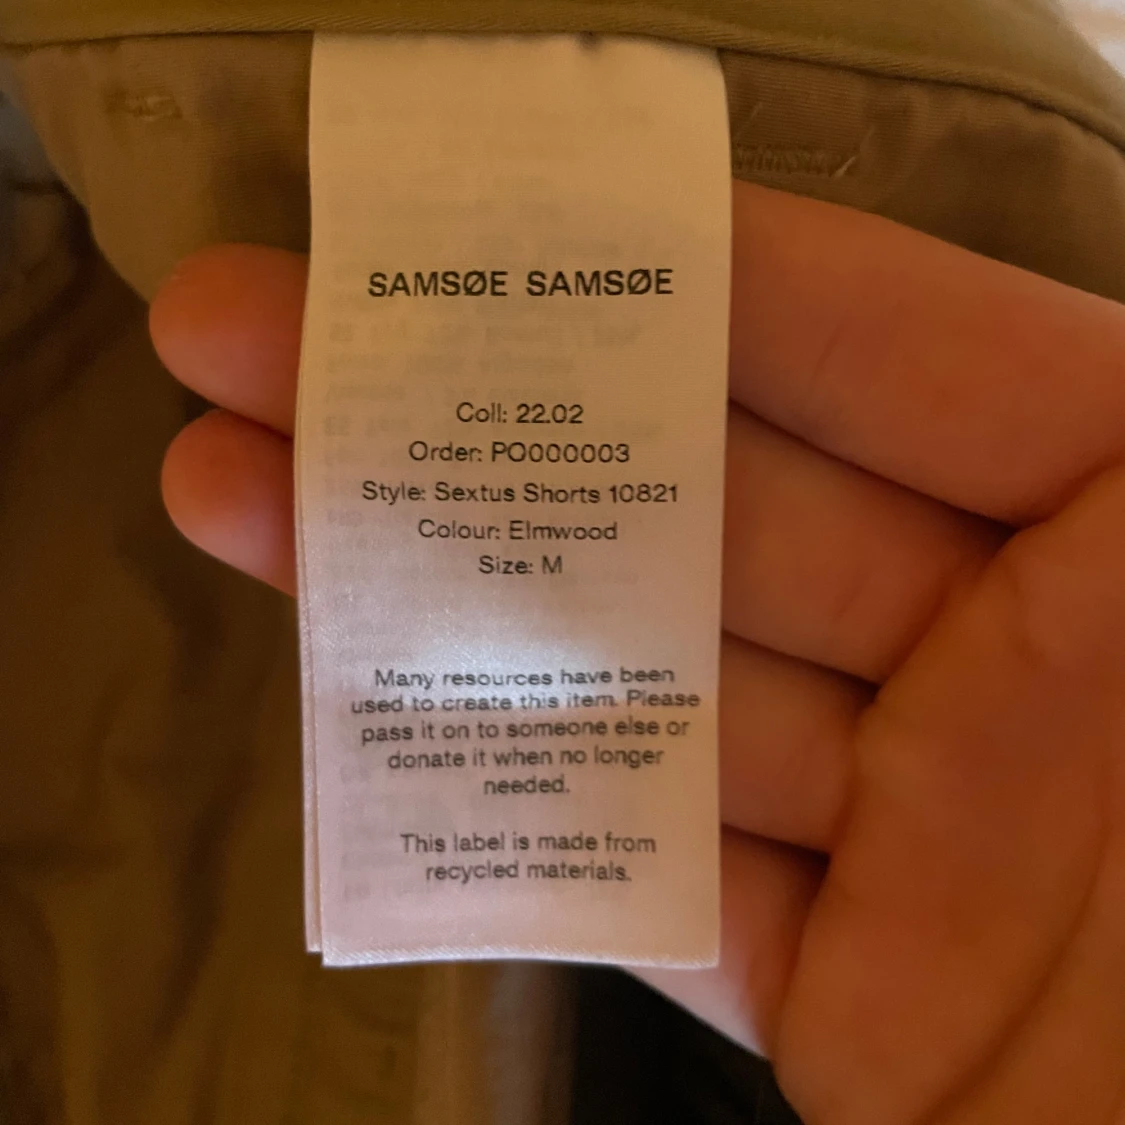 SAMSØE SAMSØE
Coll: 22.02
Order: PO000003
Style: Sextus Shorts 10821
Colour: Elmwood
Size: M
Many resources have been
used to create this item. Please
pass it on to someone else or
donate it when no longer
needed.
This label is made from
recycled materials.